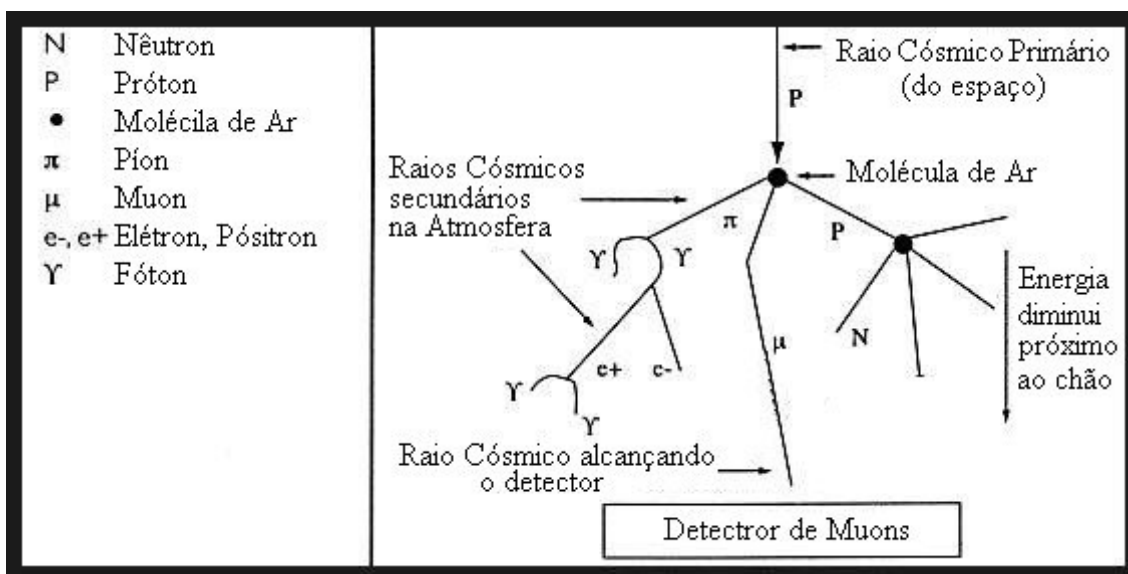 N Nêutron
P Próton
● Molécila de Ar
π Píon
μ Muon
e-, e+ Elétron, Pósitron
ϒ Fóton
Raio Cósmico Primário
(do espaço)
P
Molécula de Ar
Raios Cósmicos
secundários
na Atmosfera
π
P
ϒ ϒ
Energia
diminui
próximo
ao chão
N
μ
e+ e-
ϒ
ϒ
Raio Cósmico alcançando
o detector
Detectror de Muons